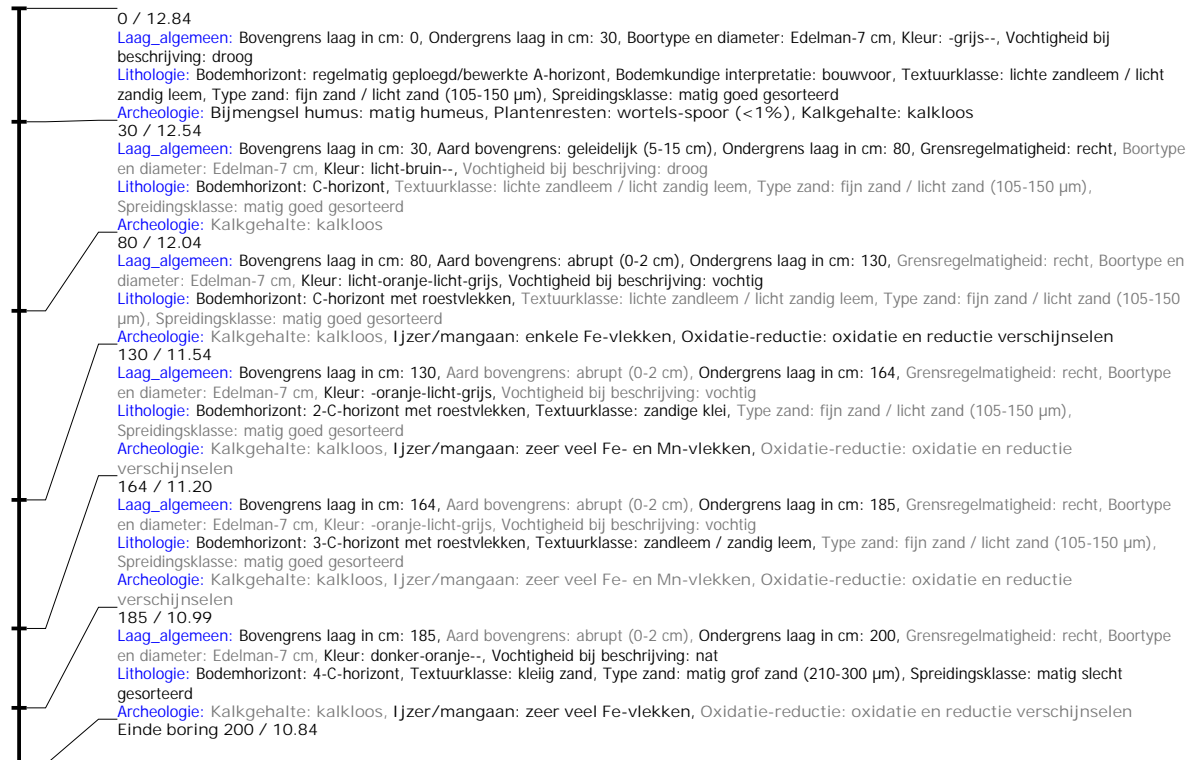 0 / 12.84
Laag_algemeen: Bovengrens laag in cm: 0, Ondergrens laag in cm: 30, Boortype en diameter: Edelman-7 cm, Kleur: -grijs--, Vochtigheid bij
beschrijving: droog
Lithologie: Bodemhorizont: regelmatig geploegd/bewerkte A-horizont, Bodemkundige interpretatie: bouwvoor, Textuurklasse: lichte zandleem / licht
zandig leem, Type zand: fijn zand / licht zand (105-150 µm), Spreidingsklasse: matig goed gesorteerd
Archeologie: Bijmengsel humus: matig humeus, Plantenresten: wortels-spoor (<1%), Kalkgehalte: kalkloos
30 / 12.54
Laag_algemeen: Bovengrens laag in cm: 30, Aard bovengrens: geleidelijk (5-15 cm), Ondergrens laag in cm: 80, Grensregelmatigheid: recht, Boortype
en diameter: Edelman-7 cm, Kleur: licht-bruin--, Vochtigheid bij beschrijving: droog
Lithologie: Bodemhorizont: C-horizont, Textuurklasse: lichte zandleem / licht zandig leem, Type zand: fijn zand / licht zand (105-150 µm),
Spreidingsklasse: matig goed gesorteerd
Archeologie: Kalkgehalte: kalkloos
80 / 12.04
Laag_algemeen: Bovengrens laag in cm: 80, Aard bovengrens: abrupt (0-2 cm), Ondergrens laag in cm: 130, Grensregelmatigheid: recht, Boortype en
diameter: Edelman-7 cm, Kleur: licht-oranje-licht-grijs, Vochtigheid bij beschrijving: vochtig
Lithologie: Bodemhorizont: C-horizont met roestvlekken, Textuurklasse: lichte zandleem / licht zandig leem, Type zand: fijn zand / licht zand (105-150
µm), Spreidingsklasse: matig goed gesorteerd
Archeologie: Kalkgehalte: kalkloos, Ijzer/mangaan: enkele Fe-vlekken, Oxidatie-reductie: oxidatie en reductie verschijnselen
130 / 11.54
Laag_algemeen: Bovengrens laag in cm: 130, Aard bovengrens: abrupt (0-2 cm), Ondergrens laag in cm: 164, Grensregelmatigheid: recht, Boortype
en diameter: Edelman-7 cm, Kleur: -oranje-licht-grijs, Vochtigheid bij beschrijving: vochtig
Lithologie: Bodemhorizont: 2-C-horizont met roestvlekken, Textuurklasse: zandige klei, Type zand: fijn zand / licht zand (105-150 µm),
Spreidingsklasse: matig goed gesorteerd
Archeologie: Kalkgehalte: kalkloos, Ijzer/mangaan: zeer veel Fe- en Mn-vlekken, Oxidatie-reductie: oxidatie en reductie
verschijnselen
164 / 11.20
Laag_algemeen: Bovengrens laag in cm: 164, Aard bovengrens: abrupt (0-2 cm), Ondergrens laag in cm: 185, Grensregelmatigheid: recht, Boortype
en diameter: Edelman-7 cm, Kleur: -oranje-licht-grijs, Vochtigheid bij beschrijving: vochtig
Lithologie: Bodemhorizont: 3-C-horizont met roestvlekken, Textuurklasse: zandleem / zandig leem, Type zand: fijn zand / licht zand (105-150 µm),
Spreidingsklasse: matig goed gesorteerd
Archeologie: Kalkgehalte: kalkloos, Ijzer/mangaan: zeer veel Fe- en Mn-vlekken, Oxidatie-reductie: oxidatie en reductie
verschijnselen
185 / 10.99
Laag_algemeen: Bovengrens laag in cm: 185, Aard bovengrens: abrupt (0-2 cm), Ondergrens laag in cm: 200, Grensregelmatigheid: recht, Boortype
en diameter: Edelman-7 cm, Kleur: donker-oranje--, Vochtigheid bij beschrijving: nat
Lithologie: Bodemhorizont: 4-C-horizont, Textuurklasse: kleiig zand, Type zand: matig grof zand (210-300 µm), Spreidingsklasse: matig slecht
gesorteerd
Archeologie: Kalkgehalte: kalkloos, Ijzer/mangaan: zeer veel Fe-vlekken, Oxidatie-reductie: oxidatie en reductie verschijnselen
Einde boring 200 / 10.84